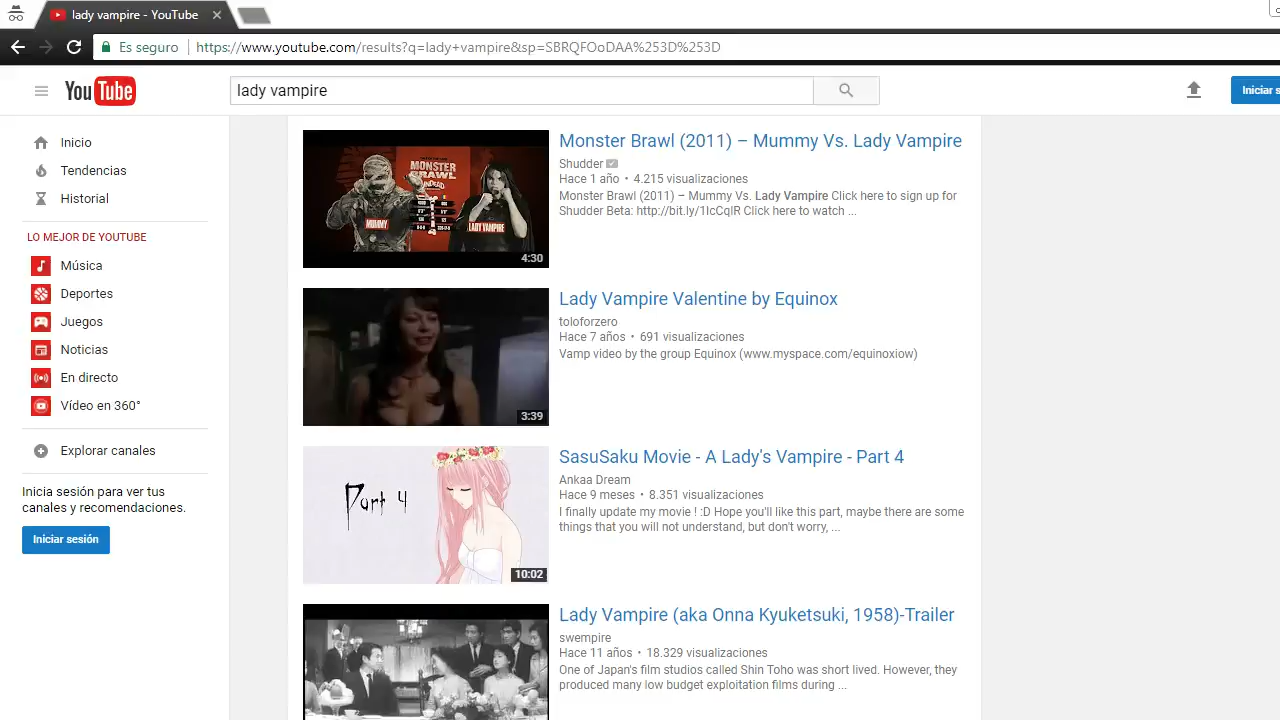 lady vampire - YouTube
Es seguro https://www.youtube.com/results?q=lady+vampire&sp=SBRQFOoDAA%253D%253D
YouTube
lady vampire
Iniciar s
Inicio
Tendencias
Historial
LO MEJOR DE YOUTUBE
Música
Deportes
Juegos
Noticias
En directo
Vídeo en 360°
Explorar canales
Inicia sesión para ver tus
canales y recomendaciones.
Iniciar sesión
MONSTER
BRAWL
MUMMY
LADY VAMPIRE
4:30
Monster Brawl (2011) – Mummy Vs. Lady Vampire
Shudder
Hace 1 año • 4.215 visualizaciones
Monster Brawl (2011) – Mummy Vs. Lady Vampire Click here to sign up for
Shudder Beta: http://bit.ly/1IcCqIR Click here to watch ...
3:39
Lady Vampire Valentine by Equinox
toloforzero
Hace 7 años • 691 visualizaciones
Vamp video by the group Equinox (www.myspace.com/equinoxiow)
Part 4
10:02
SasuSaku Movie - A Lady's Vampire - Part 4
Ankaa Dream
Hace 9 meses • 8.351 visualizaciones
I finally update my movie ! :D Hope you'll like this part, maybe there are some
things that you will not understand, but don't worry, ...
Lady Vampire (aka Onna Kyuketsuki, 1958)-Trailer
swempire
Hace 11 años • 18.329 visualizaciones
One of Japan's film studios called Shin Toho was short lived. However, they
produced many low budget exploitation films during ...